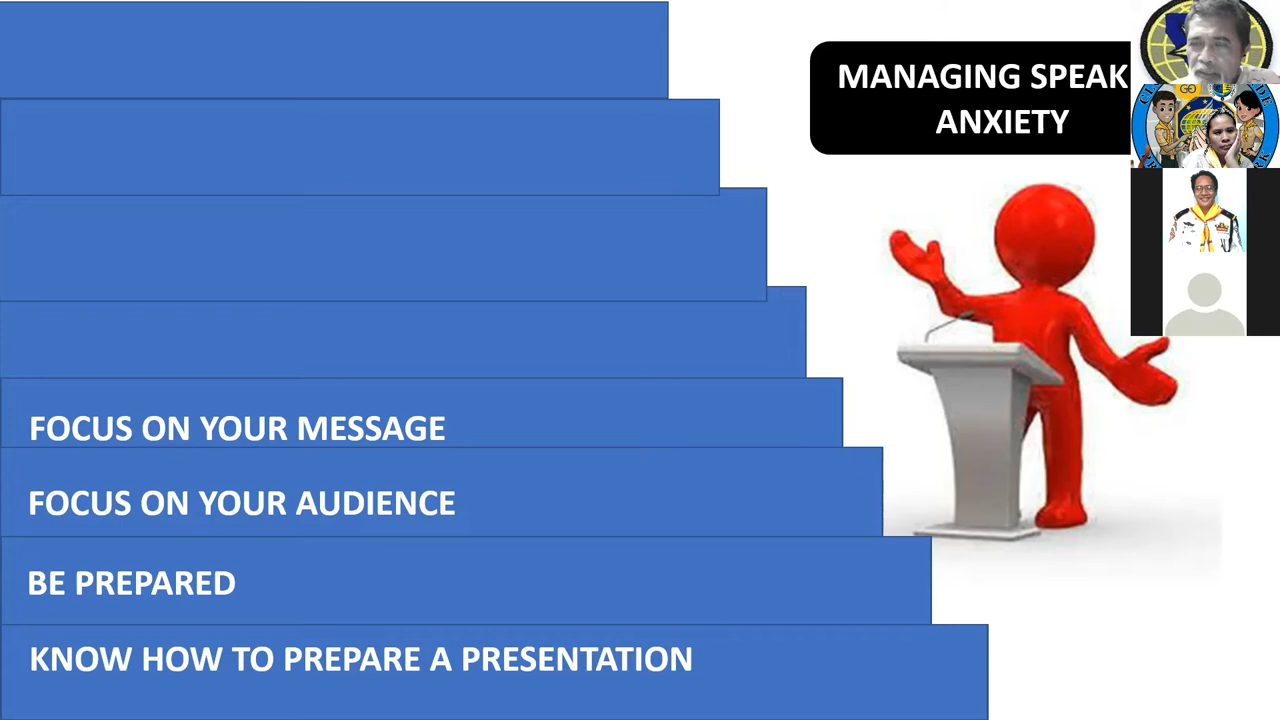 MANAGING SPEAK
ANXIETY
FOCUS ON YOUR MESSAGE
FOCUS ON YOUR AUDIENCE
BE PREPARED
KNOW HOW TO PREPARE A PRESENTATION